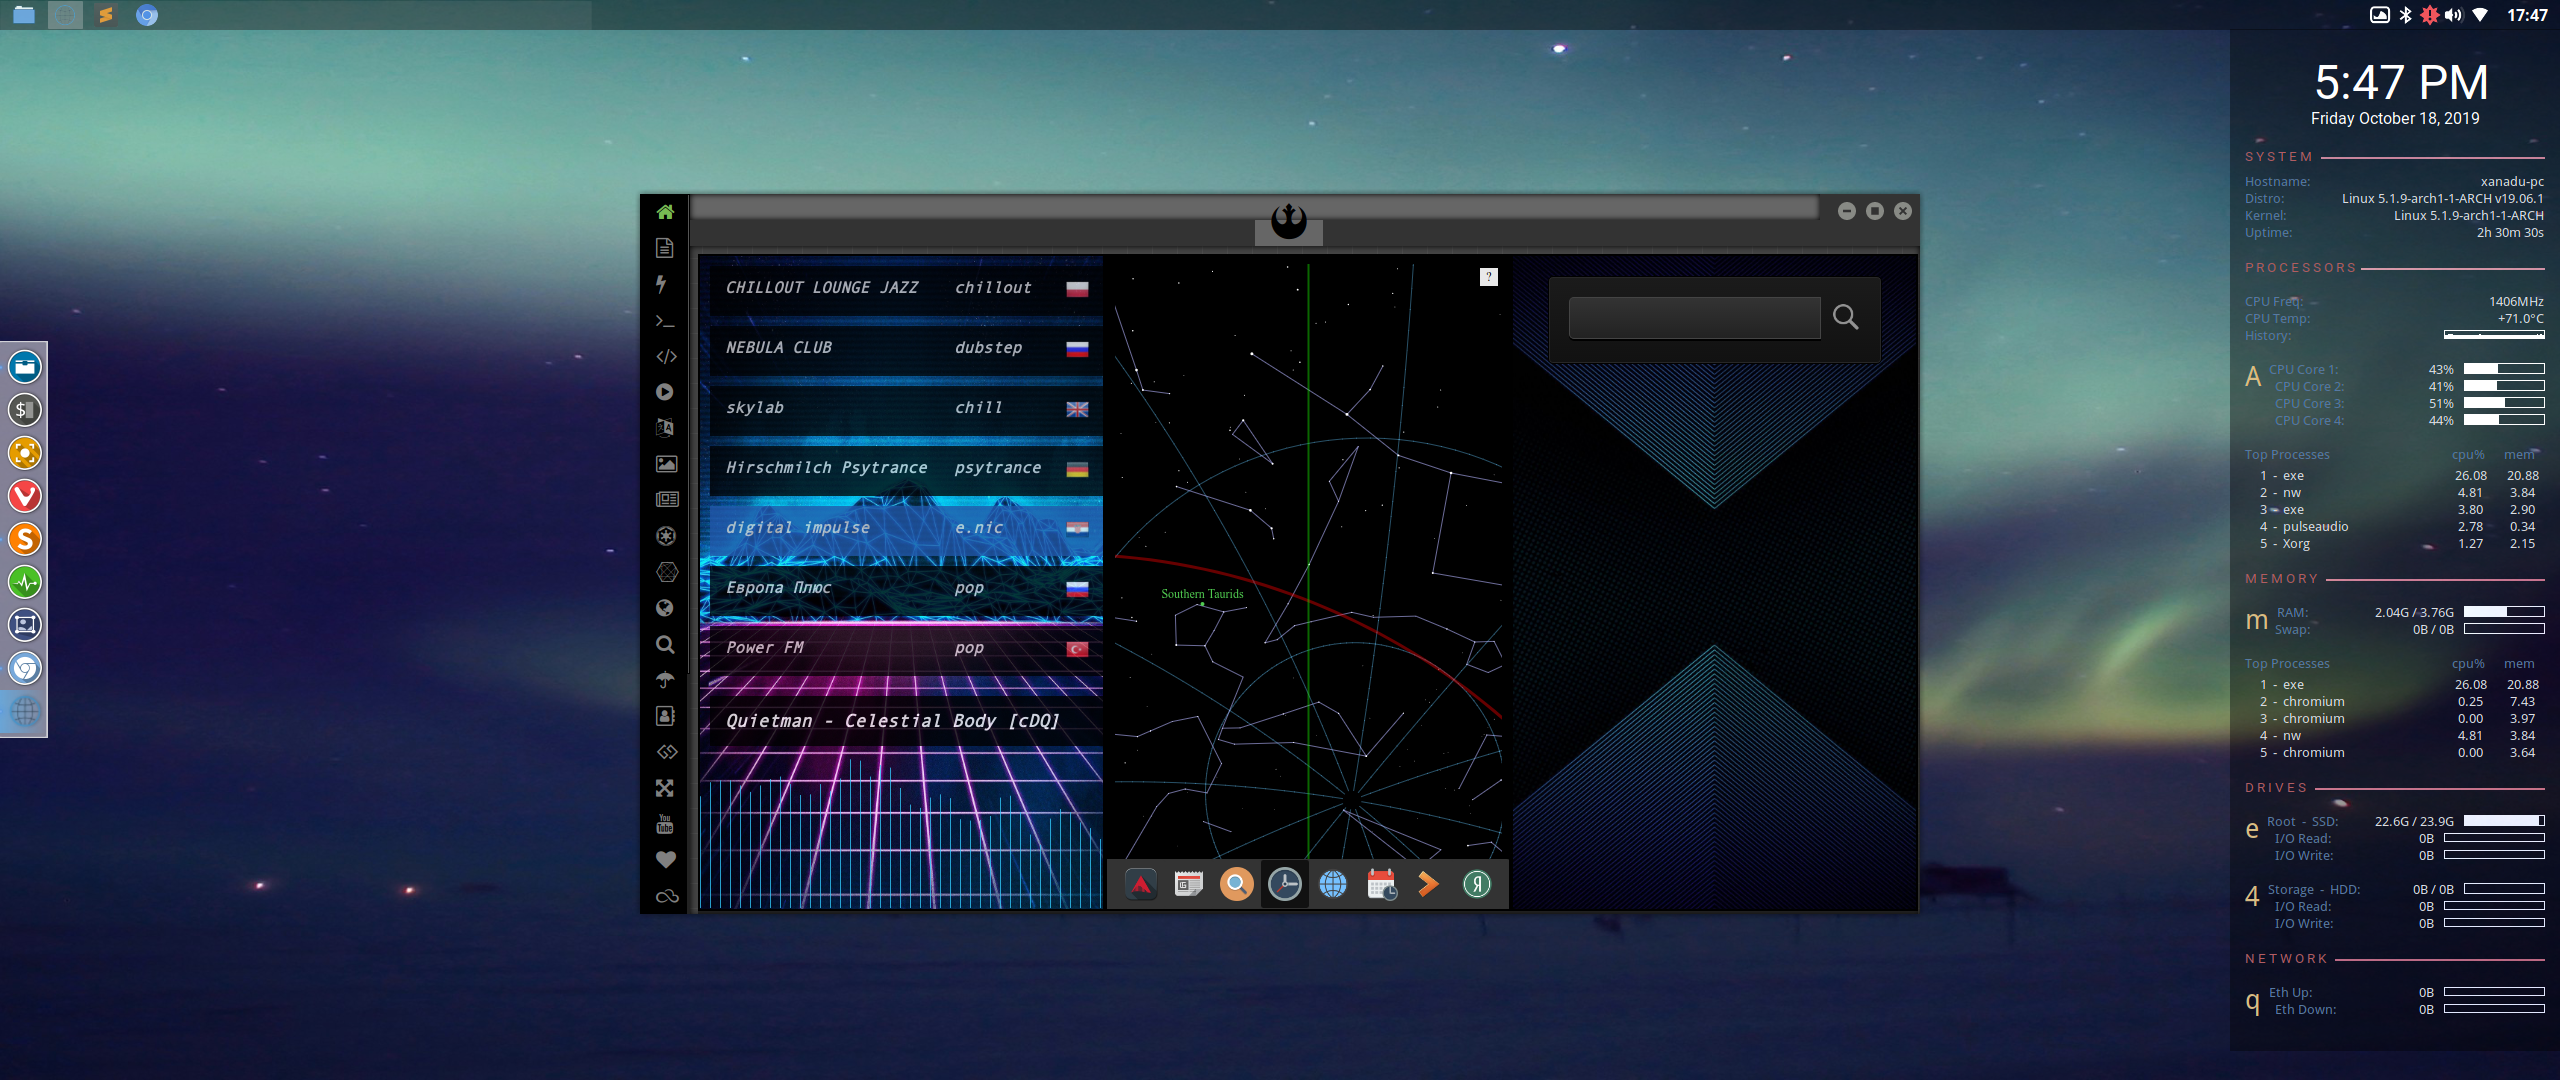 17:47
CHILLOUT LOUNGE JAZZ chillout
NEBULA CLUB dubstep
skylab chill
Hirschmilch Psytrance psytrance
digital impulse e.nic
Европа Плюс pop
Power FM pop
Quietman - Celestial Body [cDQ]
?
Southern Taurids
Я
You
Tube
$
S
5:47 PM
Friday October 18, 2019
SYSTEM
Hostname: xanadu-pc
Distro: Linux 5.1.9-arch1-1-ARCH v19.06.1
Kernel: Linux 5.1.9-arch1-1-ARCH
Uptime: 2h 30m 30s
PROCESSORS
CPU Freq: 1406MHz
CPU Temp: +71.0°C
History:
A CPU Core 1: 43%
CPU Core 2: 41%
CPU Core 3: 51%
CPU Core 4: 44%
Top Processes cpu% mem
1 - exe 26.08 20.88
2 - nw 4.81 3.84
3 - exe 3.80 2.90
4 - pulseaudio 2.78 0.34
5 - Xorg 1.27 2.15
MEMORY
m RAM: 2.04G / 3.76G
Swap: 0B / 0B
Top Processes cpu% mem
1 - exe 26.08 20.88
2 - chromium 0.25 7.43
3 - chromium 0.00 3.97
4 - nw 4.81 3.84
5 - chromium 0.00 3.64
DRIVES
e Root - SSD: 22.6G / 23.9G
I/O Read: 0B
I/O Write: 0B
4 Storage - HDD: 0B / 0B
I/O Read: 0B
I/O Write: 0B
NETWORK
q Eth Up: 0B
Eth Down: 0B